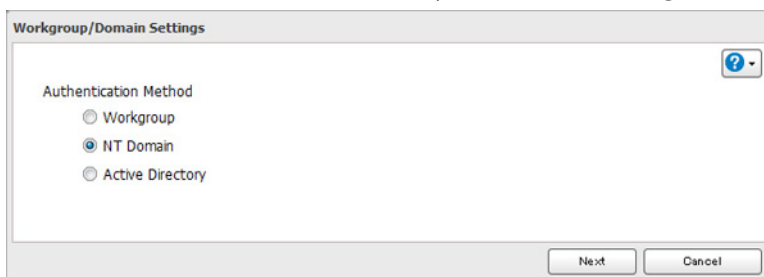 Workgroup/Domain Settings
?
Authentication Method
Workgroup
NT Domain
Active Directory
Next Cancel